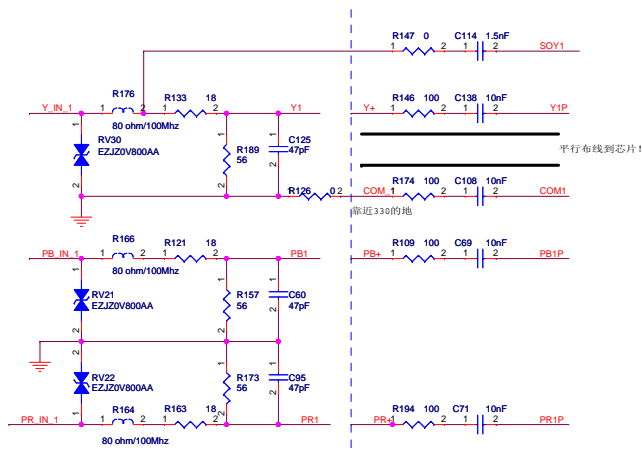 R147 0 C114 1.5nF
1 2 1 2 SOY1
R176 R133 18 R146 100 C138 10nF
Y_IN_1 1 2 1 2 Y1 Y+ 1 2 1 2 Y1P
80 ohm/100Mhz
RV30
EZJZ0V800AA
1 2
R189
56
1 2
C125
47pF
1 2
平行布线到芯片!
R126 0 R174 100 C108 10nF
1 2 COM_1 1 2 1 2 COM1
靠近330的地
R166 R121 18 R109 100 C69 10nF
PB_IN_1 1 2 1 2 PB1 PB+ 1 2 1 2 PB1P
80 ohm/100Mhz
RV21
EZJZ0V800AA
1 2
R157
56
1 2
C60
47pF
1 2
RV22
EZJZ0V800AA
2 1
R173
56
1 2
C95
47pF
1 2
R164 R163 18 R194 100 C71 10nF
PR_IN_1 1 2 1 2 PR1 PR+ 1 2 1 2 PR1P
80 ohm/100Mhz